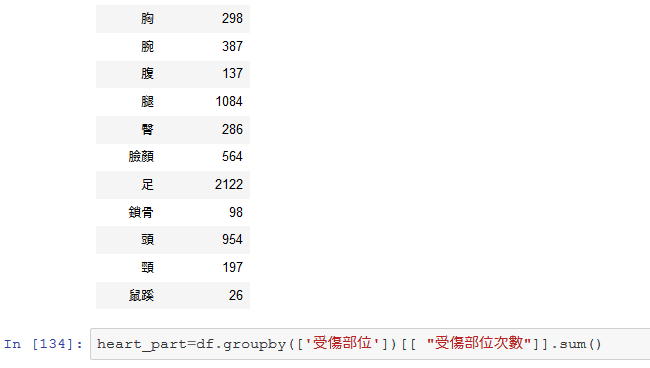 胸 298
腕 387
腹 137
腿 1084
臀 286
臉顏 564
足 2122
鎖骨 98
頭 954
頸 197
鼠蹊 26
In [134]: heart_part=df.groupby(['受傷部位'])[[ "受傷部位次數"]].sum()